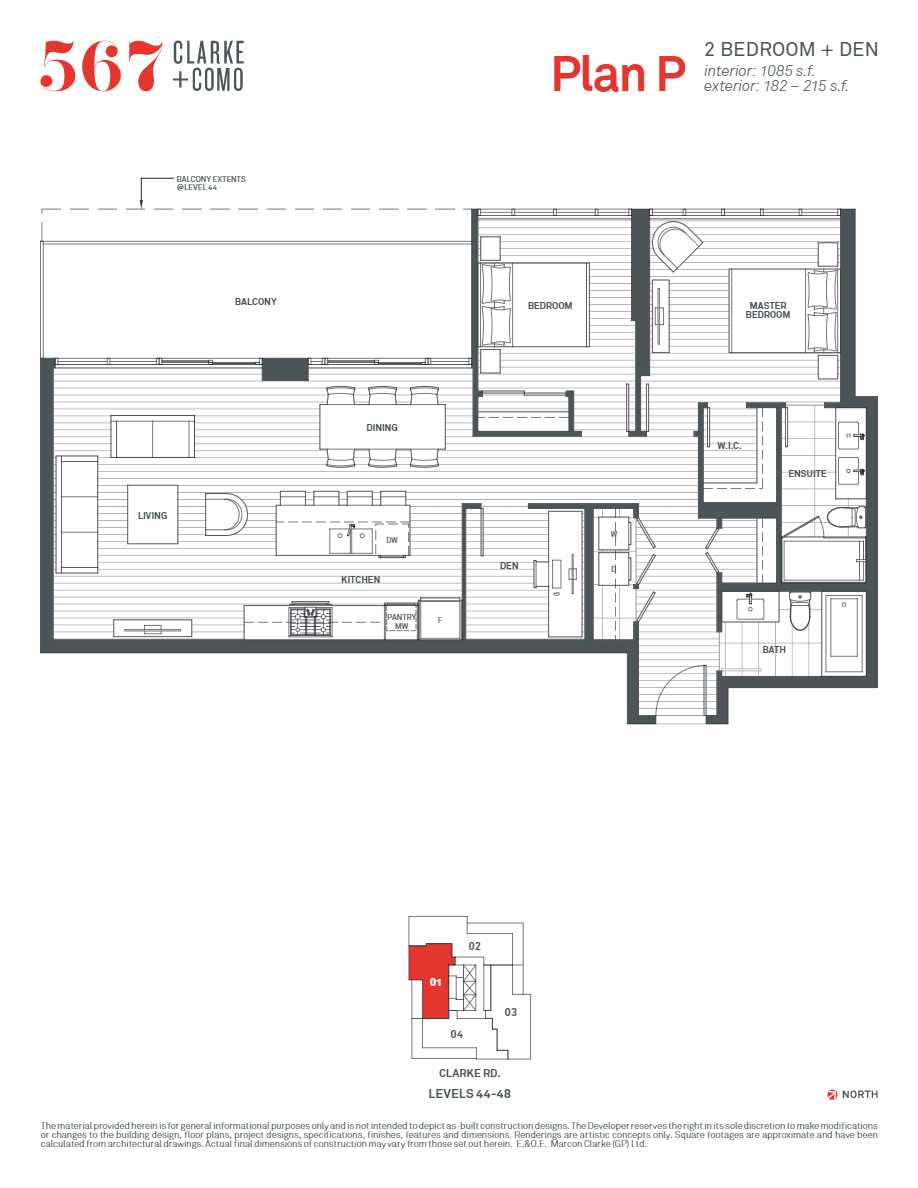 567 CLARKE
+COMO
Plan P
2 BEDROOM + DEN
interior: 1085 s.f.
exterior: 182 – 215 s.f.
BALCONY EXTENTS
@LEVEL 44
BALCONY
BEDROOM
MASTER
BEDROOM
DINING
W.I.C.
ENSUITE
LIVING
DW
W
D
DEN
KITCHEN
PANTRY
MW
F
BATH
02
01
03
04
CLARKE RD.
LEVELS 44-48
NORTH
The material provided herein is for general informational purposes only and is not intended to depict as-built construction designs. The Developer reserves the right in its sole discretion to make modifications
or changes to the building design, floor plans, project designs, specifications, finishes, features and dimensions. Renderings are artistic concepts only. Square footages are approximate and have been
calculated from architectural drawings. Actual final dimensions of construction may vary from those set out herein. E.&O.E. Marcon Clarke (GP) Ltd.